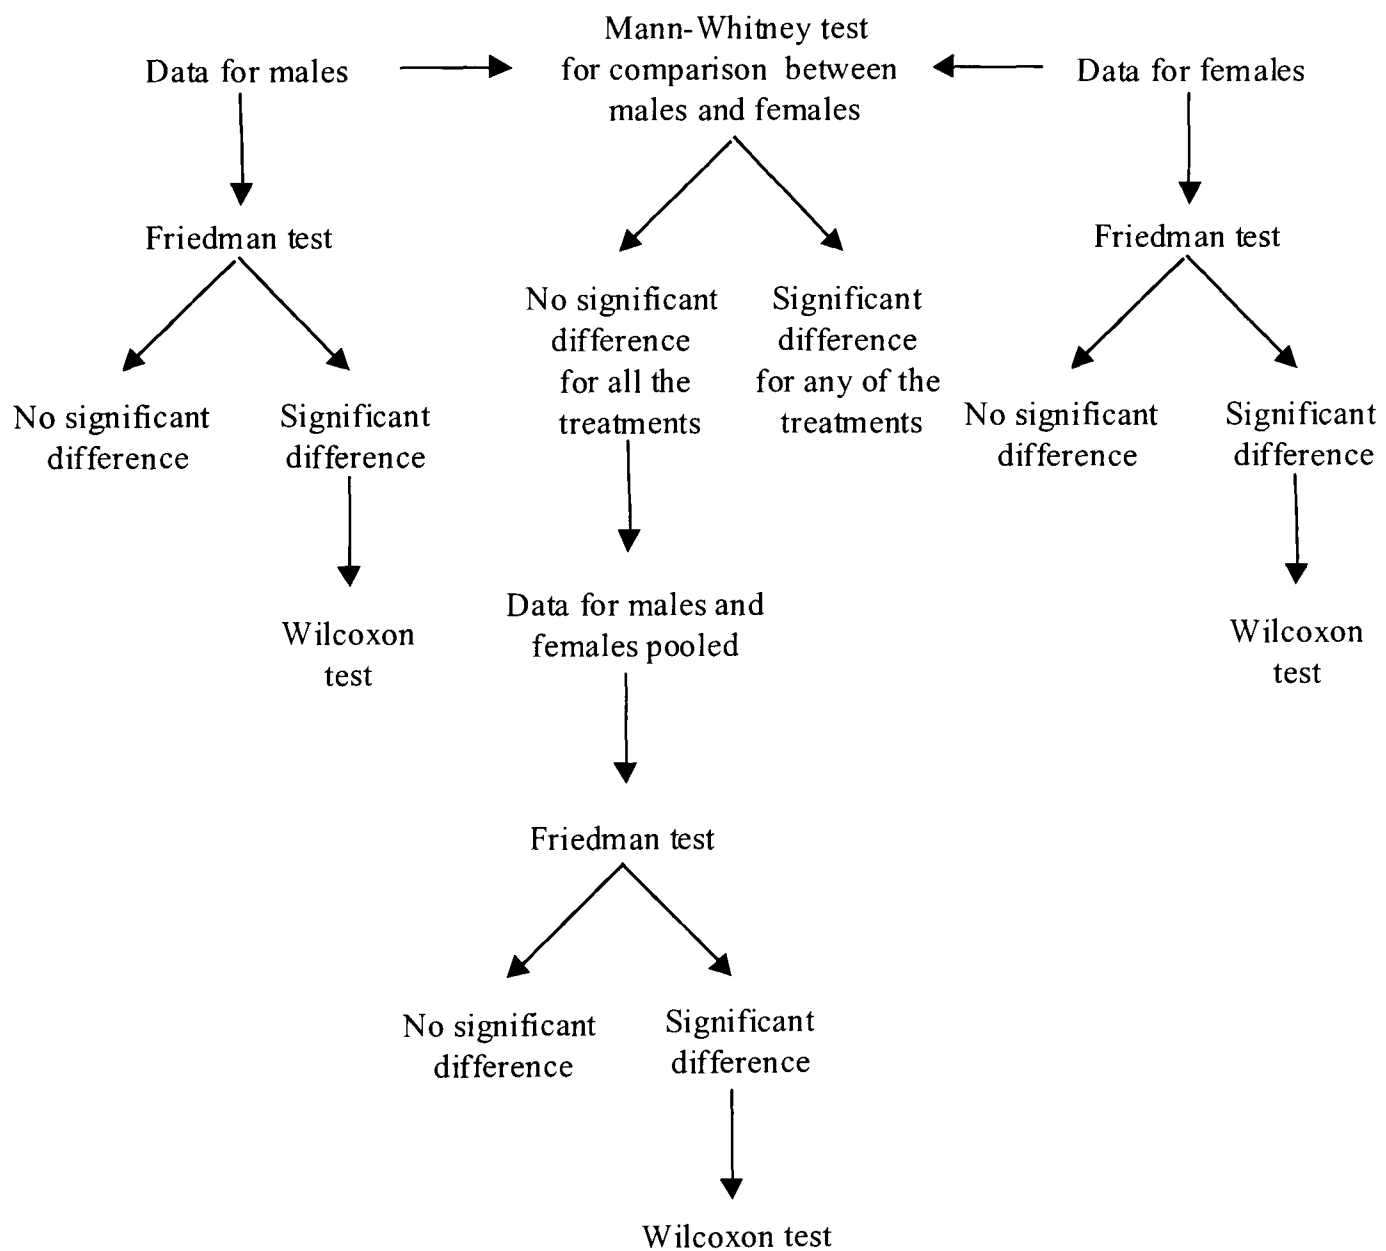 Mann-Whitney test
for comparison between
males and females
Data for males
Data for females
Friedman test
Friedman test
No significant
difference
for all the
treatments
Significant
difference
for any of the
treatments
No significant
difference
Significant
difference
No significant
difference
Significant
difference
Wilcoxon
test
Data for males and
females pooled
Wilcoxon
test
Friedman test
No significant
difference
Significant
difference
Wilcoxon test